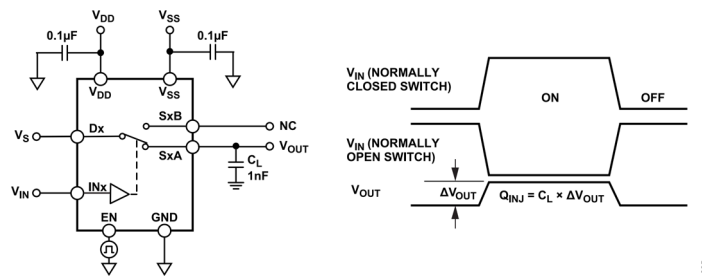 V_DD
V_SS
0.1µF
0.1µF
V_DD
V_SS
SxB
NC
V_S
Dx
SxA
V_OUT
C_L
1nF
V_IN
INx
EN
GND
V_IN (NORMALLY
CLOSED SWITCH)
ON
OFF
V_IN (NORMALLY
OPEN SWITCH)
V_OUT
ΔV_OUT
Q_INJ = C_L × ΔV_OUT